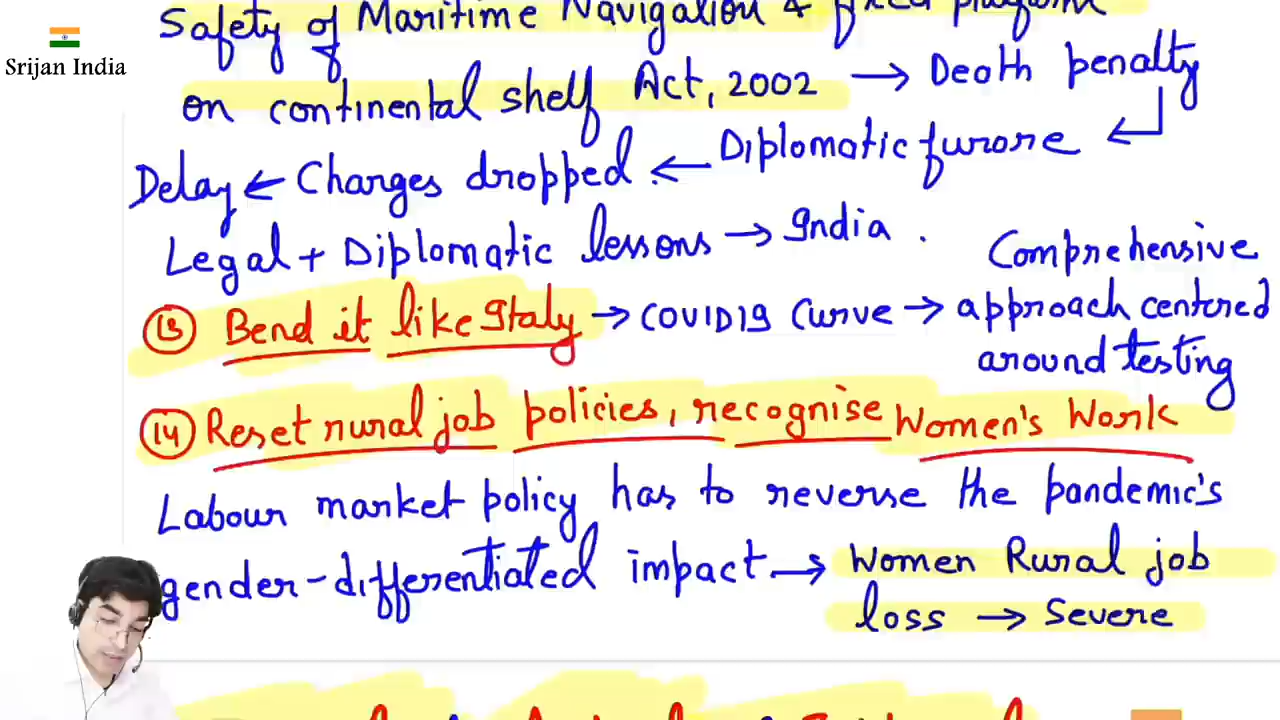 Srijan India
Safety of Maritime Navigation & fixed platform
on continental shelf Act, 2002 → Death penalty
Delay ← Charges dropped ← Diplomatic furore
Legal + Diplomatic lessons → India.
(13) Bend it like Italy → COVID19 Curve → Comprehensive
approach centered
around testing
(14) Reset rural job policies, recognise Women's Work
Labour market policy has to reverse the pandemic's
gender-differentiated impact → Women Rural job
loss → Severe